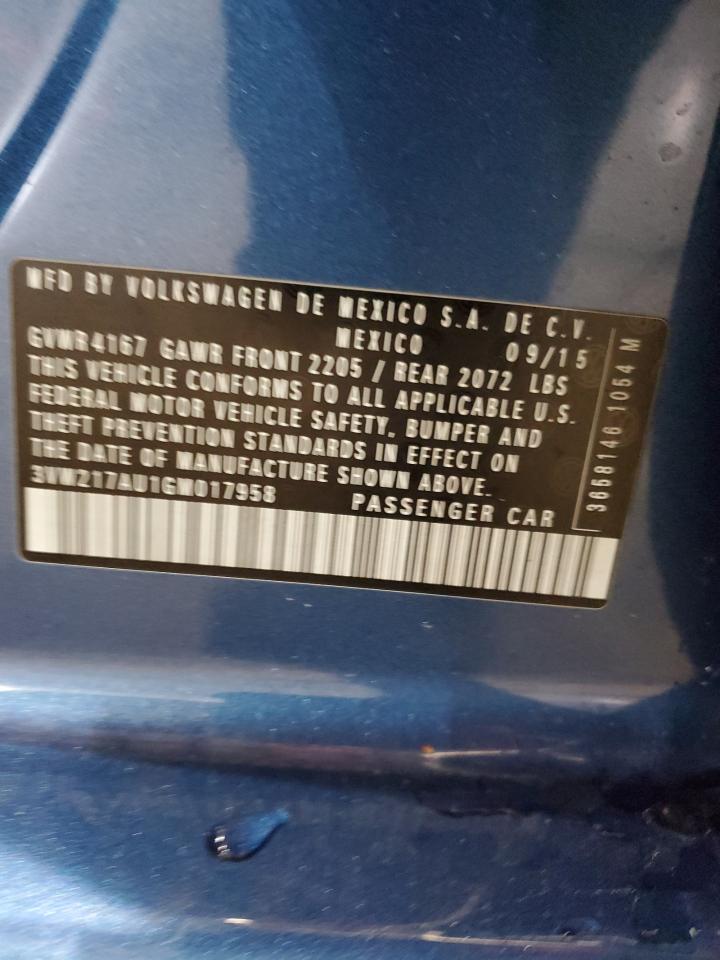 MFD BY VOLKSWAGEN DE MEXICO S.A. DE C.V.
MEXICO 09/15
GVWR4167 GAWR FRONT 2205 / REAR 2072 LBS
THIS VEHICLE CONFORMS TO ALL APPLICABLE U.S.
FEDERAL MOTOR VEHICLE SAFETY, BUMPER AND
THEFT PREVENTION STANDARDS IN EFFECT ON
THE DATE OF MANUFACTURE SHOWN ABOVE.
3VW217AU1GM017958 PASSENGER CAR
3658146 1054 M